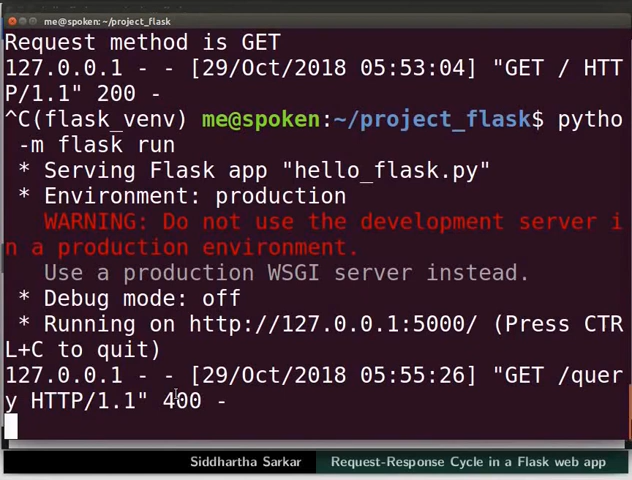 me@spoken: ~/project_flask
Request method is GET
127.0.0.1 - - [29/Oct/2018 05:53:04] "GET / HTT
P/1.1" 200 -
^C(flask_venv) me@spoken:~/project_flask$ pytho
 -m flask run
 * Serving Flask app "hello_flask.py"
 * Environment: production
   WARNING: Do not use the development server i
n a production environment.
   Use a production WSGI server instead.
 * Debug mode: off
 * Running on http://127.0.0.1:5000/ (Press CTR
L+C to quit)
127.0.0.1 - - [29/Oct/2018 05:55:26] "GET /quer
y HTTP/1.1" 400 -
Siddhartha Sarkar Request-Response Cycle in a Flask web app